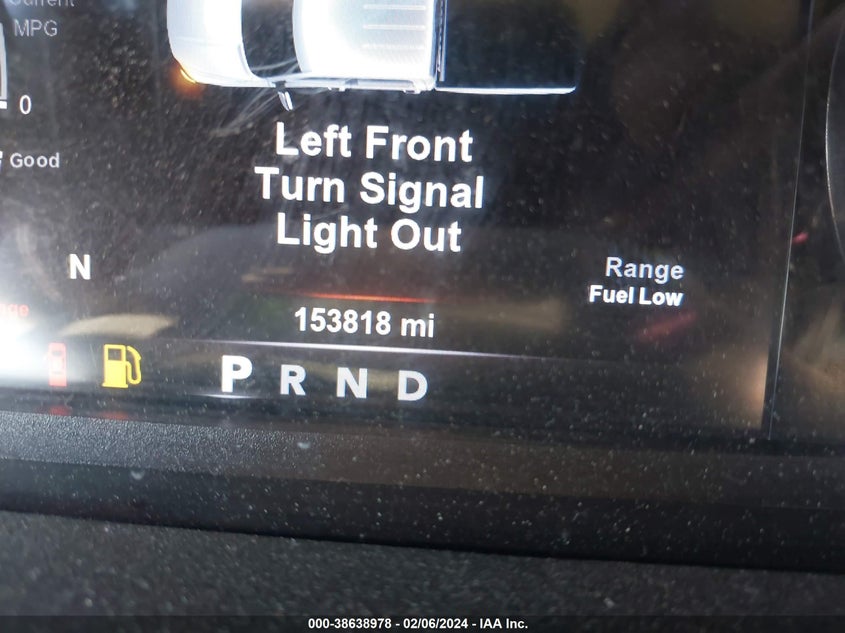 Current
MPG
0
Good
Left Front
Turn Signal
Light Out
N
Range
Fuel Low
153818 mi
P R N D
000-38638978 - 02/06/2024 - IAA Inc.